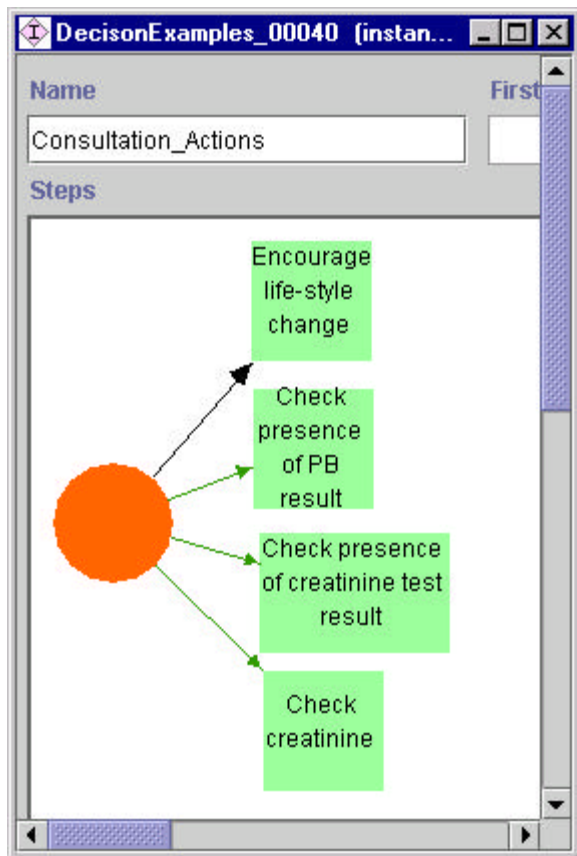 DecisonExamples_00040 (instan...
Name
First
Consultation_Actions
Steps
Encourage
life-style
change
Check
presence
of PB
result
Check presence
of creatinine test
result
Check
creatinine